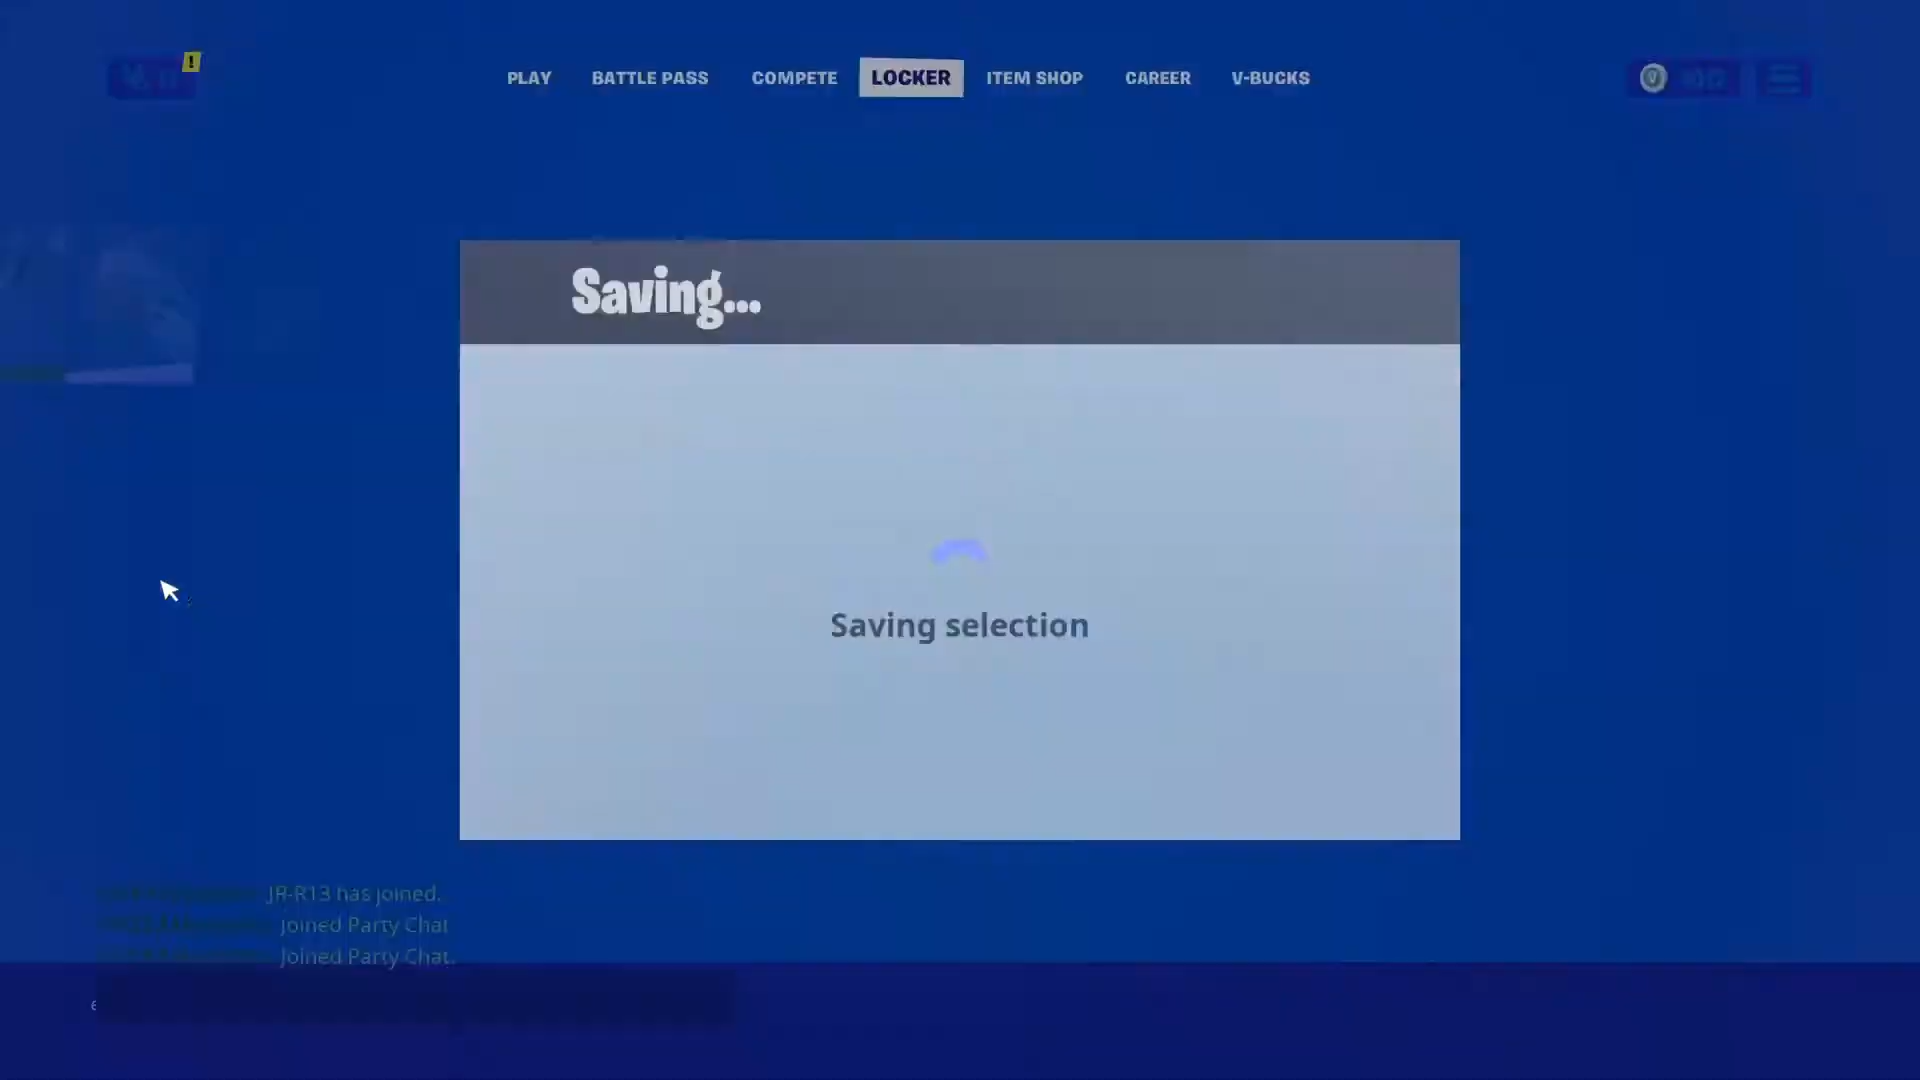 !
PLAY BATTLE PASS COMPETE LOCKER ITEM SHOP CAREER V-BUCKS
Saving...
Saving selection
JR-R13 has joined.
Joined Party Chat
Joined Party Chat.